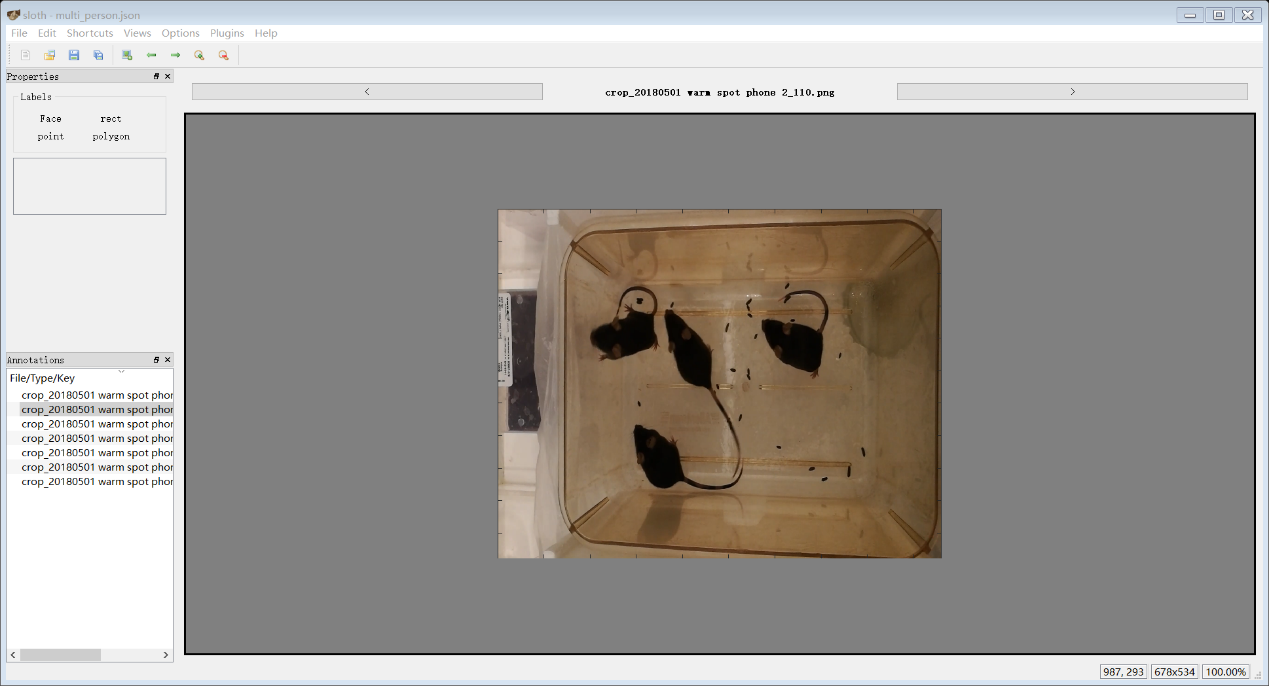 sloth - multi_person.json
File Edit Shortcuts Views Options Plugins Help
Properties
Labels
Face rect
point polygon
< crop_20180501 warm spot phone 2_110.png >
Annotations
File/Type/Key
crop_20180501 warm spot phor
crop_20180501 warm spot phor
crop_20180501 warm spot phor
crop_20180501 warm spot phor
crop_20180501 warm spot phor
crop_20180501 warm spot phor
crop_20180501 warm spot phor
987, 293 678x534 100.00%